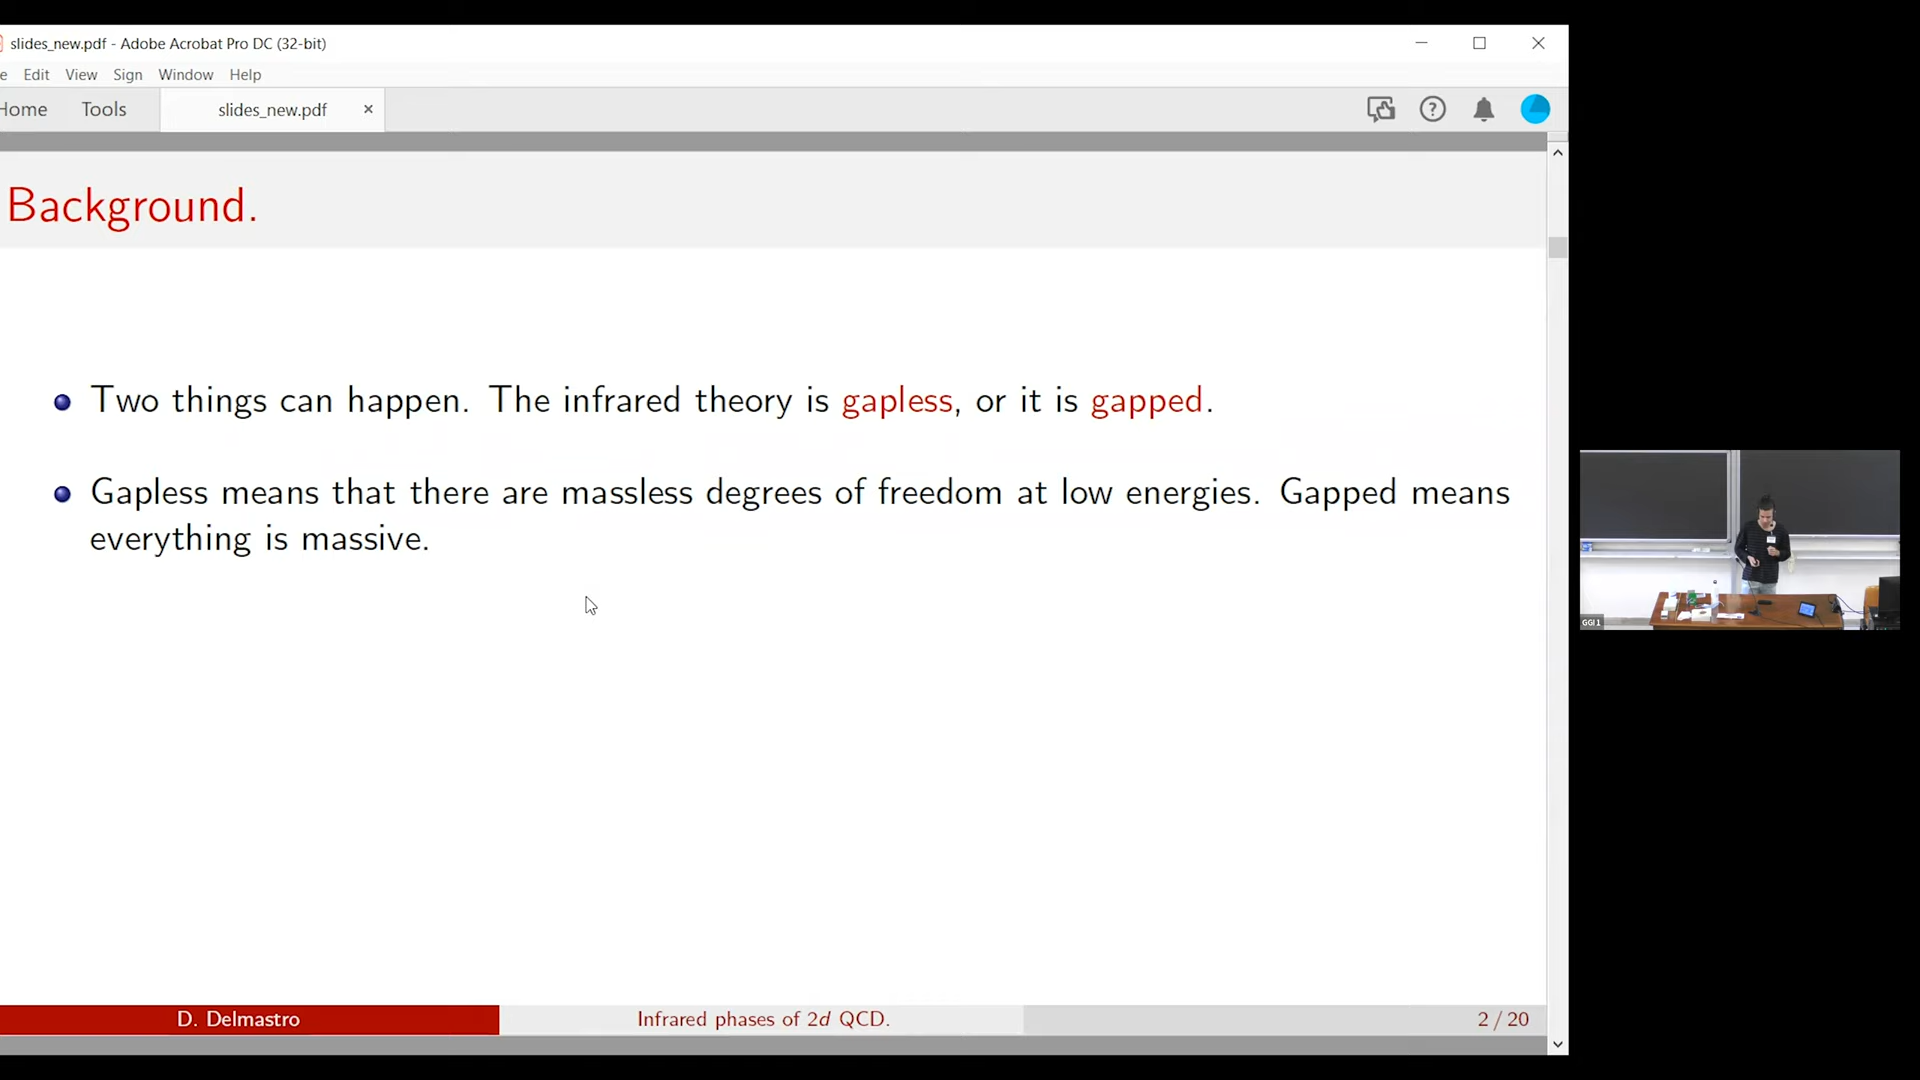 slides_new.pdf - Adobe Acrobat Pro DC (32-bit)
e Edit View Sign Window Help
Home Tools slides_new.pdf ×
Background.
Two things can happen. The infrared theory is gapless, or it is gapped.
Gapless means that there are massless degrees of freedom at low energies. Gapped means
everything is massive.
GGI 1
D. Delmastro Infrared phases of 2d QCD. 2 / 20